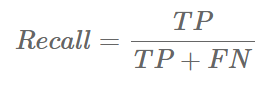 Recall = TP / TP + FN